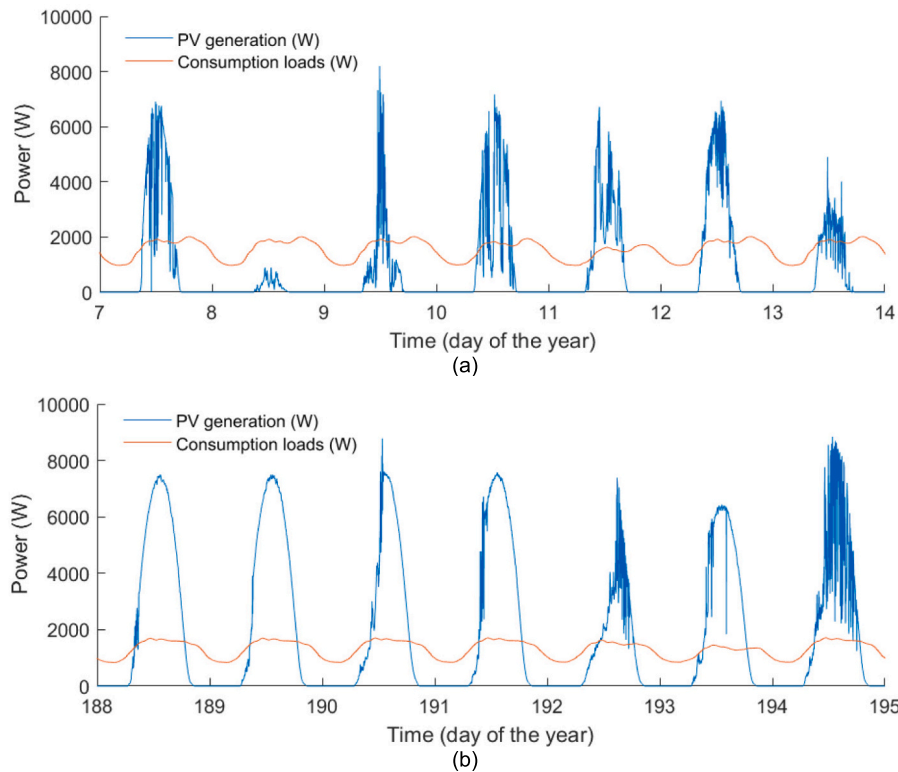 10000
PV generation (W)
Consumption loads (W)
8000
6000
4000
2000
0
Power (W)
7 8 9 10 11 12 13 14
Time (day of the year)
(a)
10000
PV generation (W)
Consumption loads (W)
8000
6000
4000
2000
0
Power (W)
188 189 190 191 192 193 194 195
Time (day of the year)
(b)